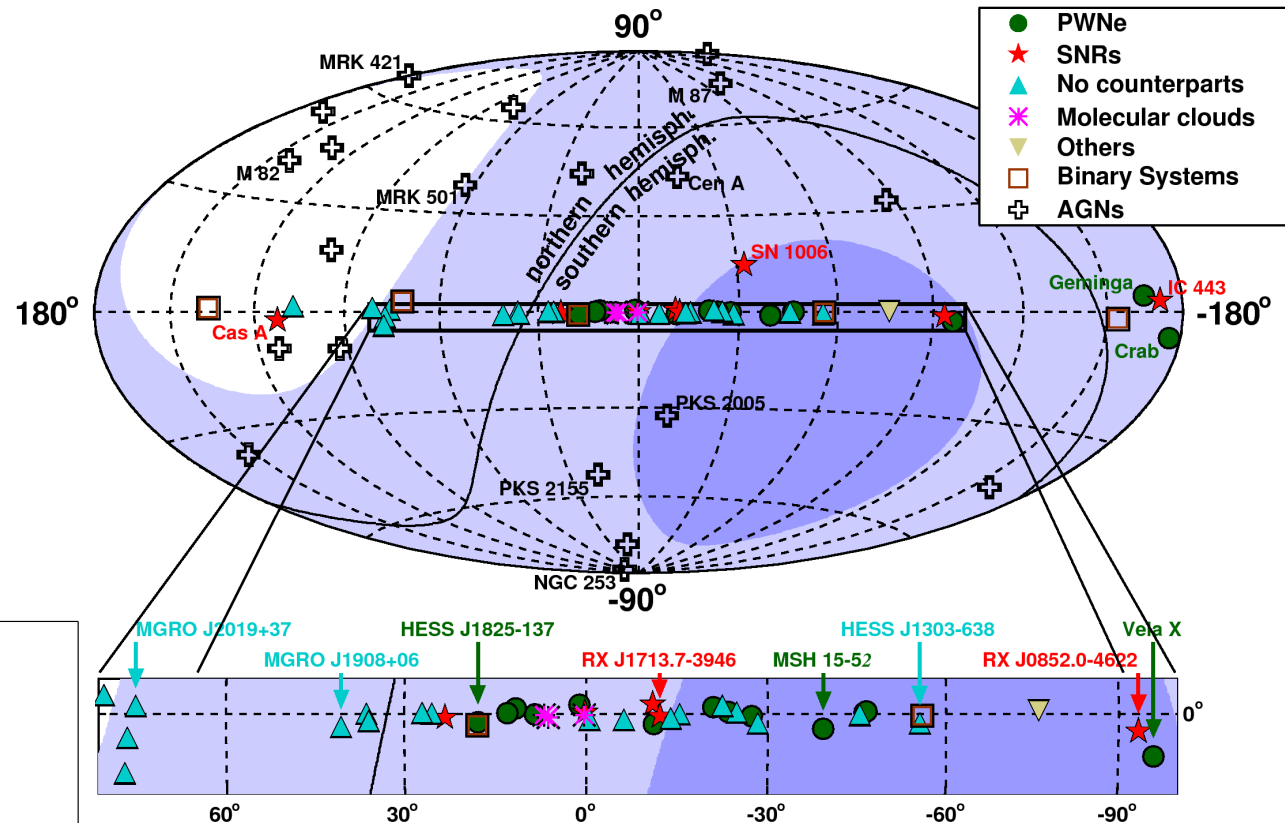 90°
PWNe
SNRs
No counterparts
Molecular clouds
Others
Binary Systems
AGNs
MRK 421
M 87
M 82
MRK 501
northern hemisph.
southern hemisph.
Cen A
SN 1006
Geminga
IC 443
180°
-180°
Cas A
Crab
PKS 2005
PKS 2155
NGC 253
-90°
MGRO J2019+37
HESS J1825-137
HESS J1303-638
Vela X
MGRO J1908+06
RX J1713.7-3946
MSH 15-52
RX J0852.0-4622
0°
60°
30°
0°
-30°
-60°
-90°